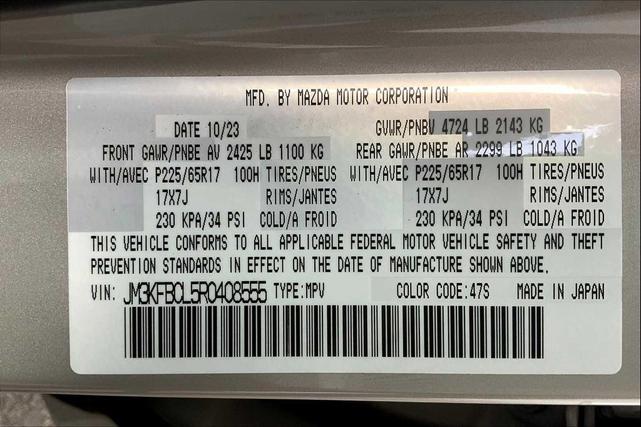 MFD. BY MAZDA MOTOR CORPORATION
DATE 10/23 GVWR/PNBV 4724 LB 2143 KG
FRONT GAWR/PNBE AV 2425 LB 1100 KG REAR GAWR/PNBE AR 2299 LB 1043 KG
WITH/AVEC P225/65R17 100H TIRES/PNEUS WITH/AVEC P225/65R17 100H TIRES/PNEUS
17X7J RIMS/JANTES 17X7J RIMS/JANTES
230 KPA/34 PSI COLD/A FROID 230 KPA/34 PSI COLD/A FROID
THIS VEHICLE CONFORMS TO ALL APPLICABLE FEDERAL MOTOR VEHICLE SAFETY AND THEFT
PREVENTION STANDARDS IN EFFECT ON THE DATE OF MANUFACTURE SHOWN ABOVE.
VIN: JM3KFBCL5R0408555 TYPE:MPV COLOR CODE:47S MADE IN JAPAN